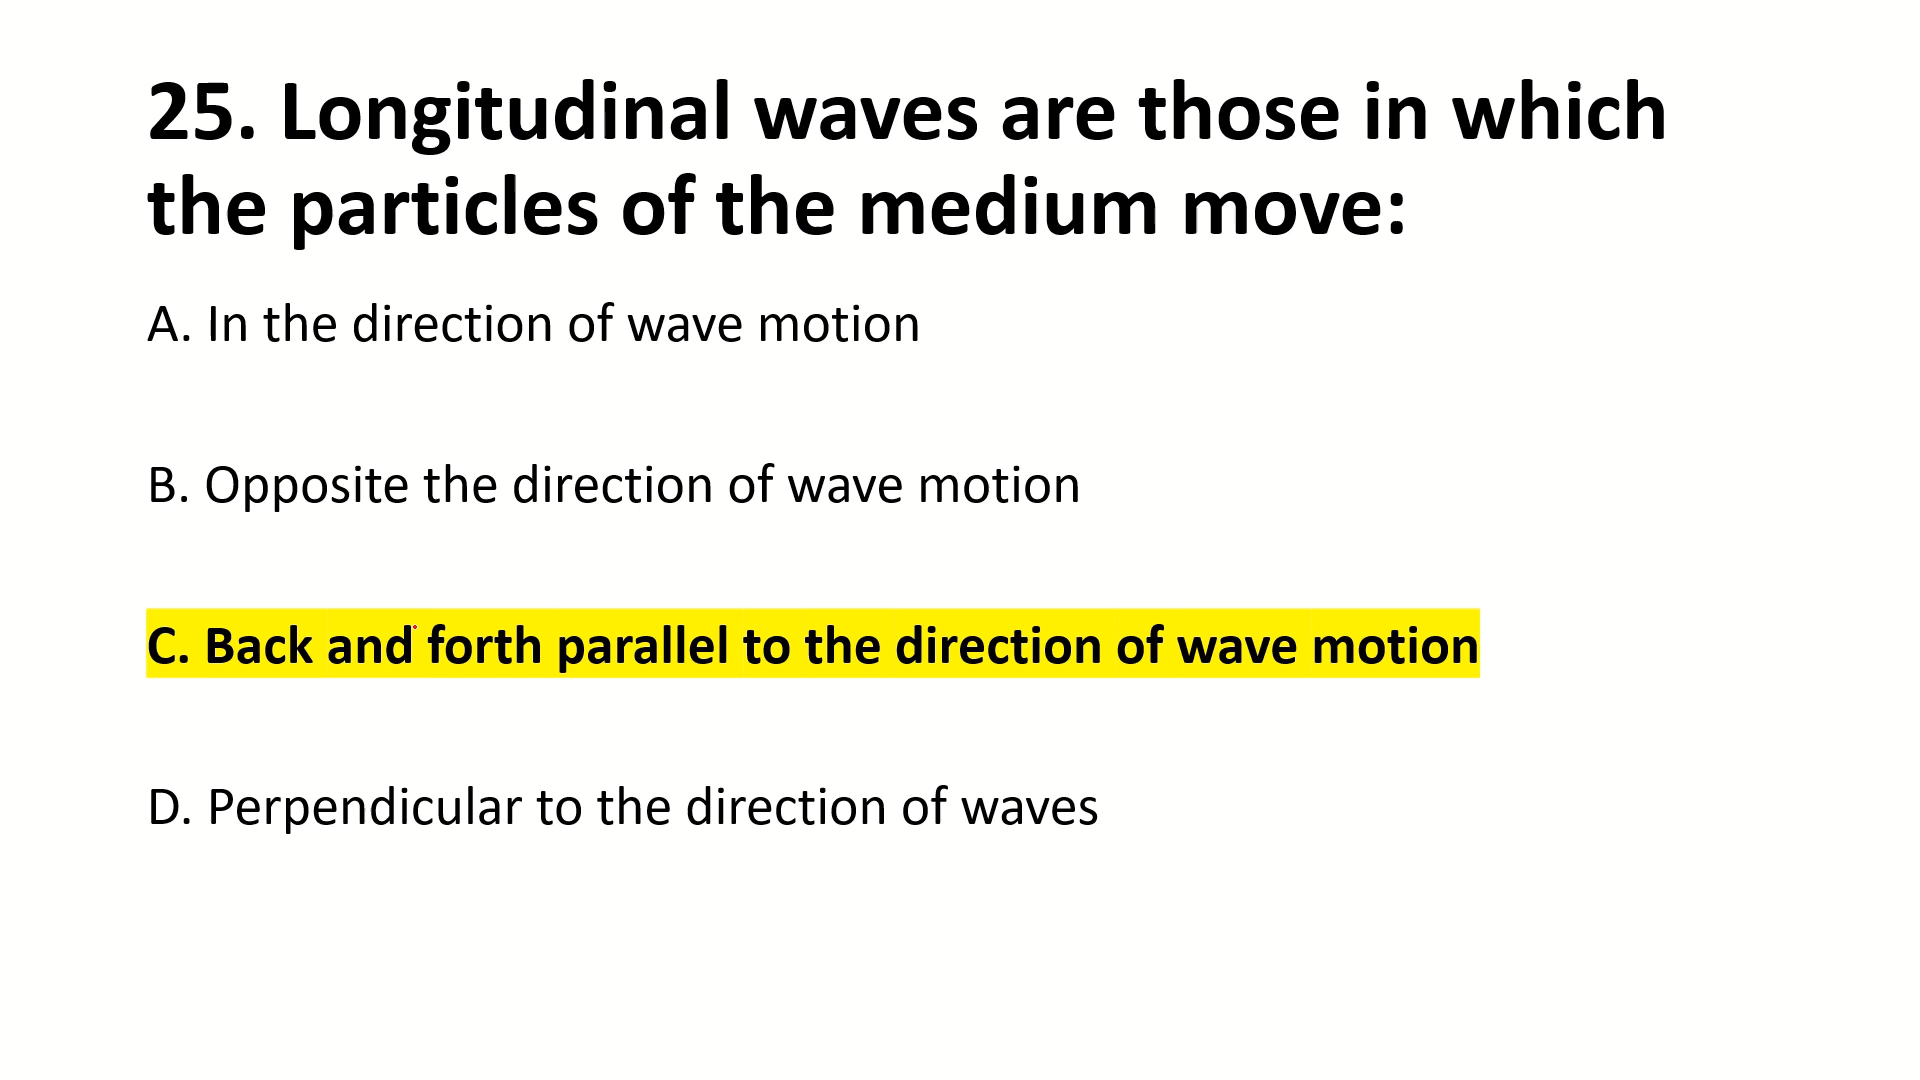 25. Longitudinal waves are those in which
the particles of the medium move:
A. In the direction of wave motion
B. Opposite the direction of wave motion
C. Back and forth parallel to the direction of wave motion
D. Perpendicular to the direction of waves